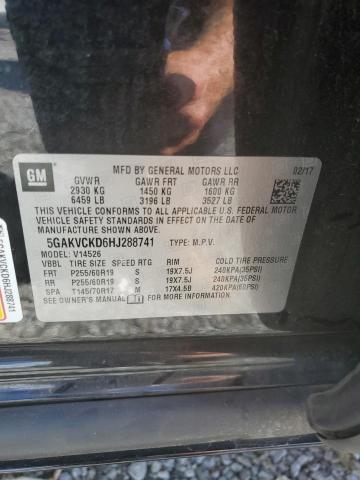 GM
MFD BY GENERAL MOTORS LLC 02/17
GVWR GAWR FRT GAWR RR
2930 KG 1450 KG 1600 KG
6459 LB 3196 LB 3527 LB
THIS VEHICLE CONFORMS TO ALL APPLICABLE U.S. FEDERAL MOTOR
VEHICLE SAFETY STANDARDS IN EFFECT ON THE DATE OF
MANUFACTURE SHOWN ABOVE.
5GAKVCKD6HJ288741 TYPE: M.P.V.
MODEL: V14526
VBBL TIRE SIZE SPEED RTG RIM COLD TIRE PRESSURE
FRT P255/60R19 S 19X7.5J 240KPA(35PSI)
RR P255/60R19 S 19X7.5J 240KPA(35PSI)
SPA T145/70R17 M 17X4.5B 420KPA(60PSI)
SEE OWNER'S MANUAL FOR ADDITIONAL INFORMATION.
5GAKVCKD6HJ288741